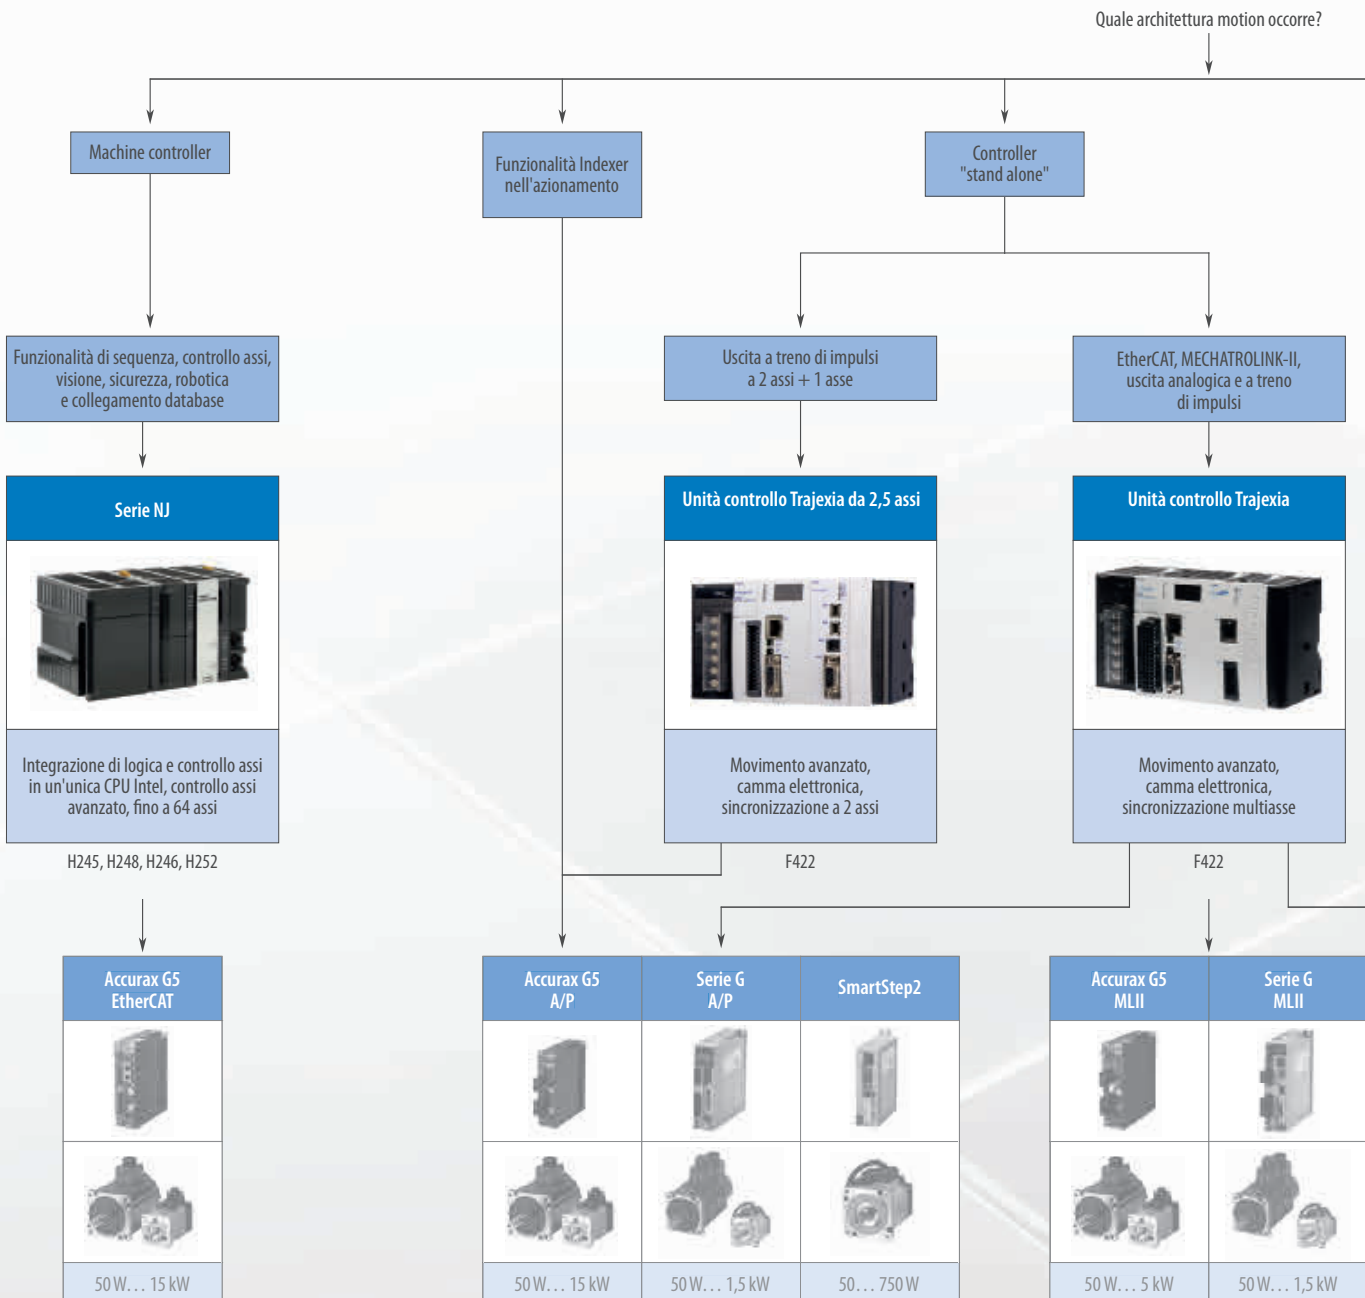 Quale architettura motion occorre?
Machine controller
Funzionalità Indexer
nell'azionamento
Controller
"stand alone"
Funzionalità di sequenza, controllo assi,
visione, sicurezza, robotica
e collegamento database
Uscita a treno di impulsi
a 2 assi + 1 asse
EtherCAT, MECHATROLINK-II,
uscita analogica e a treno
di impulsi
Serie NJ
Unità controllo Trajexia da 2,5 assi
Unità controllo Trajexia
Integrazione di logica e controllo assi
in un'unica CPU Intel, controllo assi
avanzato, fino a 64 assi
Movimento avanzato,
camma elettronica,
sincronizzazione a 2 assi
Movimento avanzato,
camma elettronica,
sincronizzazione multiasse
H245, H248, H246, H252
F422
F422
Accurax G5
EtherCAT
Accurax G5
A/P
Serie G
A/P
SmartStep2
Accurax G5
MLII
Serie G
MLII
50 W… 15 kW
50 W… 15 kW
50 W… 1,5 kW
50… 750 W
50 W… 5 kW
50 W… 1,5 kW